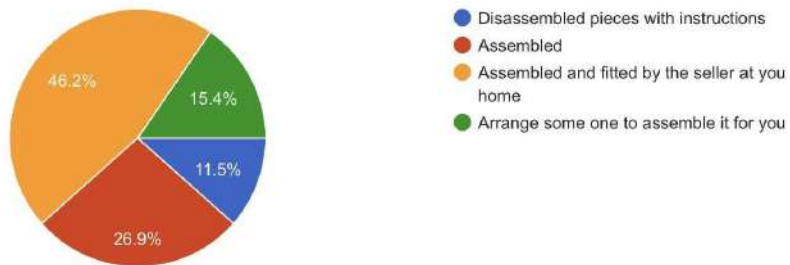 46.2%
15.4%
11.5%
26.9%
Disassembled pieces with instructions
Assembled
Assembled and fitted by the seller at you
home
Arrange some one to assemble it for you